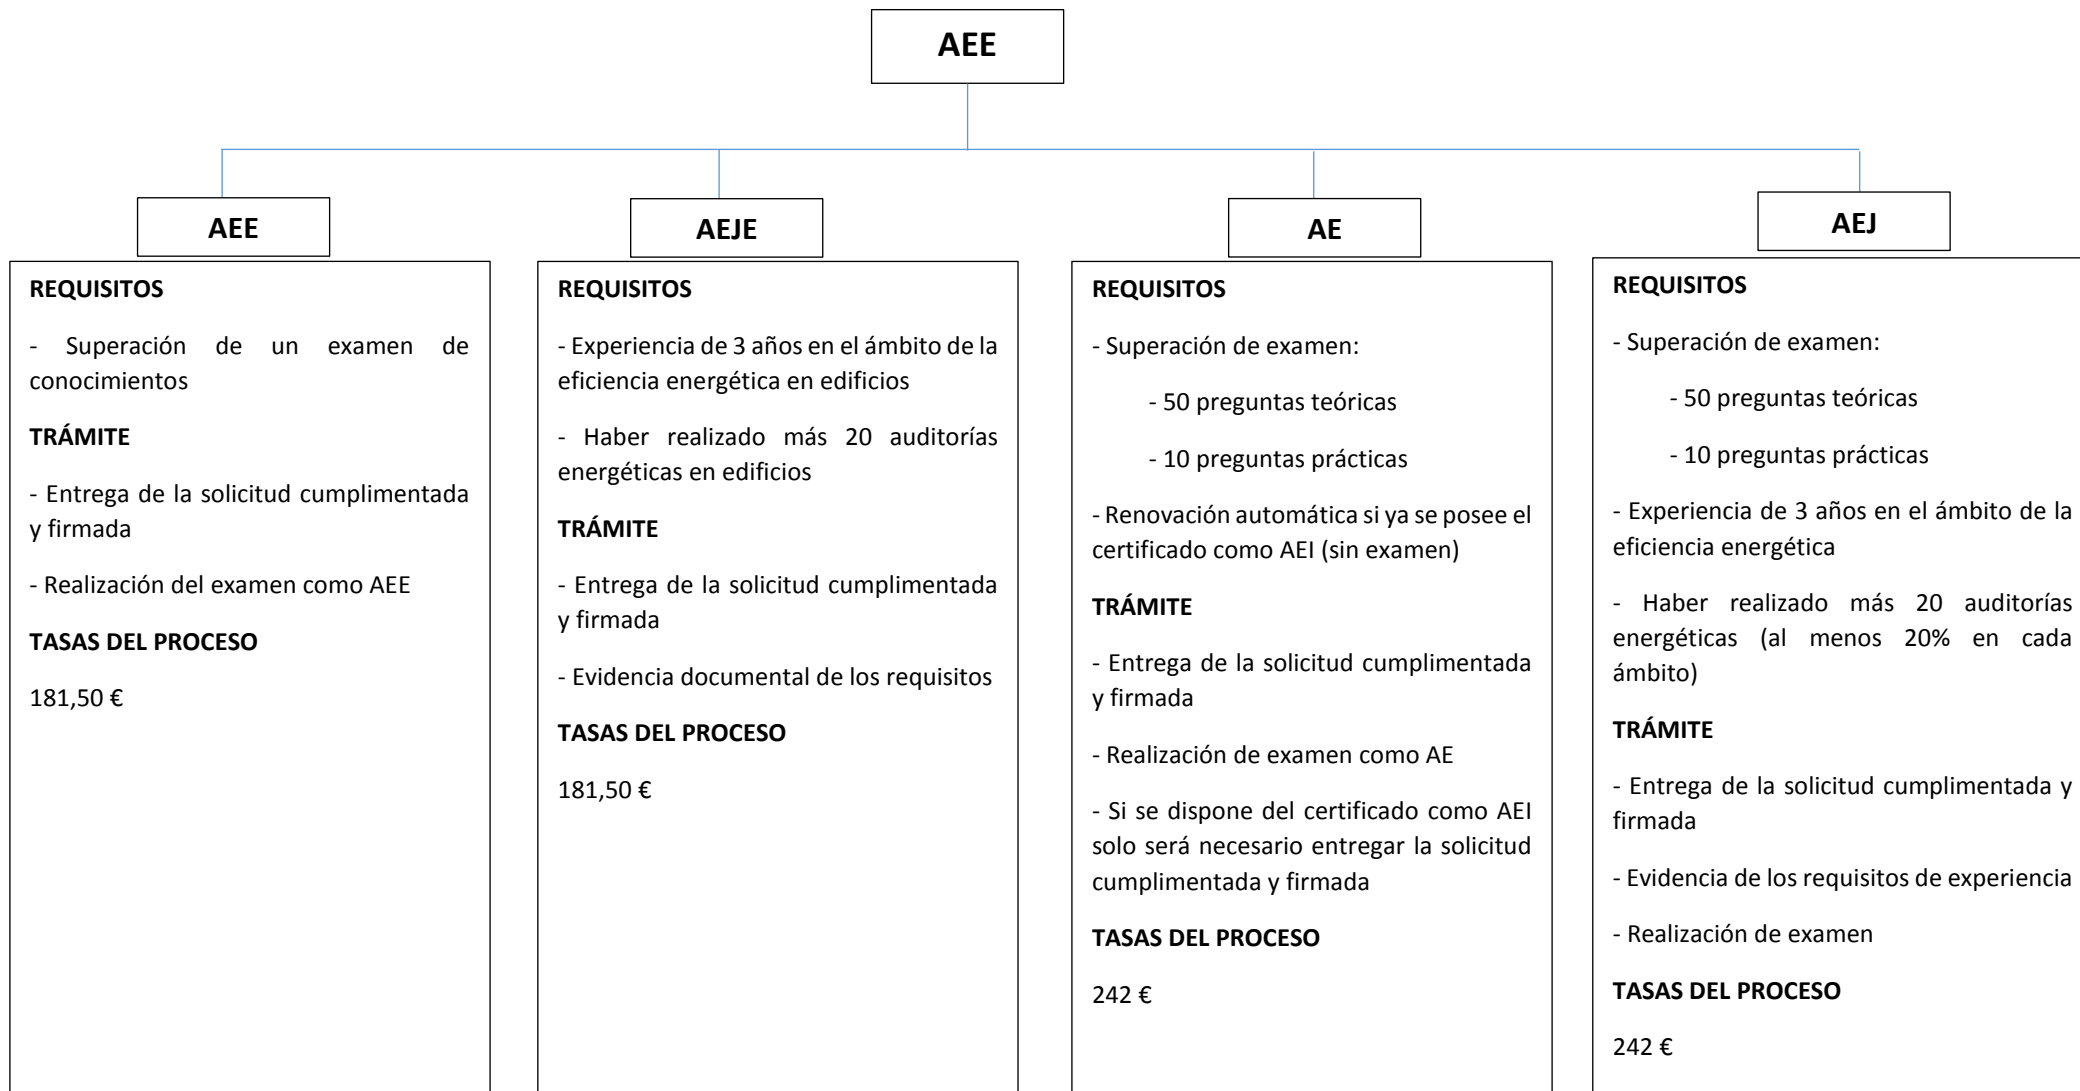 AEE
AEE
REQUISITOS
- Superación de un examen de
conocimientos
TRÁMITE
- Entrega de la solicitud cumplimentada
y firmada
- Realización del examen como AEE
TASAS DEL PROCESO
181,50 €
AEJE
REQUISITOS
- Experiencia de 3 años en el ámbito de la
eficiencia energética en edificios
- Haber realizado más 20 auditorías
energéticas en edificios
TRÁMITE
- Entrega de la solicitud cumplimentada
y firmada
- Evidencia documental de los requisitos
TASAS DEL PROCESO
181,50 €
AE
REQUISITOS
- Superación de examen:
- 50 preguntas teóricas
- 10 preguntas prácticas
- Renovación automática si ya se posee el
certificado como AEI (sin examen)
TRÁMITE
- Entrega de la solicitud cumplimentada
y firmada
- Realización de examen como AE
- Si se dispone del certificado como AEI
solo será necesario entregar la solicitud
cumplimentada y firmada
TASAS DEL PROCESO
242 €
AEJ
REQUISITOS
- Superación de examen:
- 50 preguntas teóricas
- 10 preguntas prácticas
- Experiencia de 3 años en el ámbito de la
eficiencia energética
- Haber realizado más 20 auditorías
energéticas (al menos 20% en cada
ámbito)
TRÁMITE
- Entrega de la solicitud cumplimentada y
firmada
- Evidencia de los requisitos de experiencia
- Realización de examen
TASAS DEL PROCESO
242 €